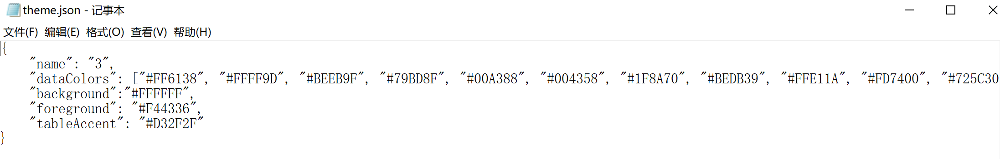 theme.json - 记事本
文件(F) 编辑(E) 格式(O) 查看(V) 帮助(H)
{
"name": "3",
"dataColors": ["#FF6138", "#FFFF9D", "#BEEB9F", "#79BD8F", "#00A388", "#004358", "#1F8A70", "#BEDB39", "#FFE11A", "#FD7400", "#725C30
"background":"#FFFFFF",
"foreground": "#F44336",
"tableAccent": "#D32F2F"
}